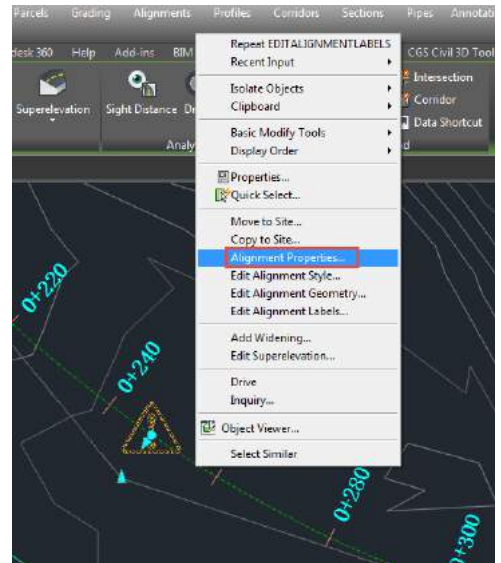 Parcels Grading Alignments Profiles Corridors Sections Pipes Annotat
desk 360 Help Add-ins BIM CGS Civil 3D Tool
Superelevation Sight Distance Dr
Intersection
Corridor
Data Shortcut
Analy
Repeat EDITALIGNMENTLABELS
Recent Input
Isolate Objects
Clipboard
Basic Modify Tools
Display Order
Properties...
Quick Select...
Move to Site...
Copy to Site...
Alignment Properties...
Edit Alignment Style...
Edit Alignment Geometry...
Edit Alignment Labels...
Add Widening...
Edit Superelevation...
Drive
Inquiry...
Object Viewer...
Select Similar
0+220
0+240
0+280
0+300